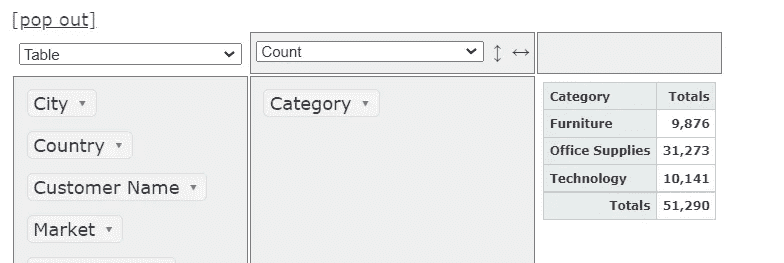 [pop out]
Table
Count ↕ ↔
City ▾
Country ▾
Customer Name ▾
Market ▾
Category ▾
Category Totals
Furniture 9,876
Office Supplies 31,273
Technology 10,141
Totals 51,290